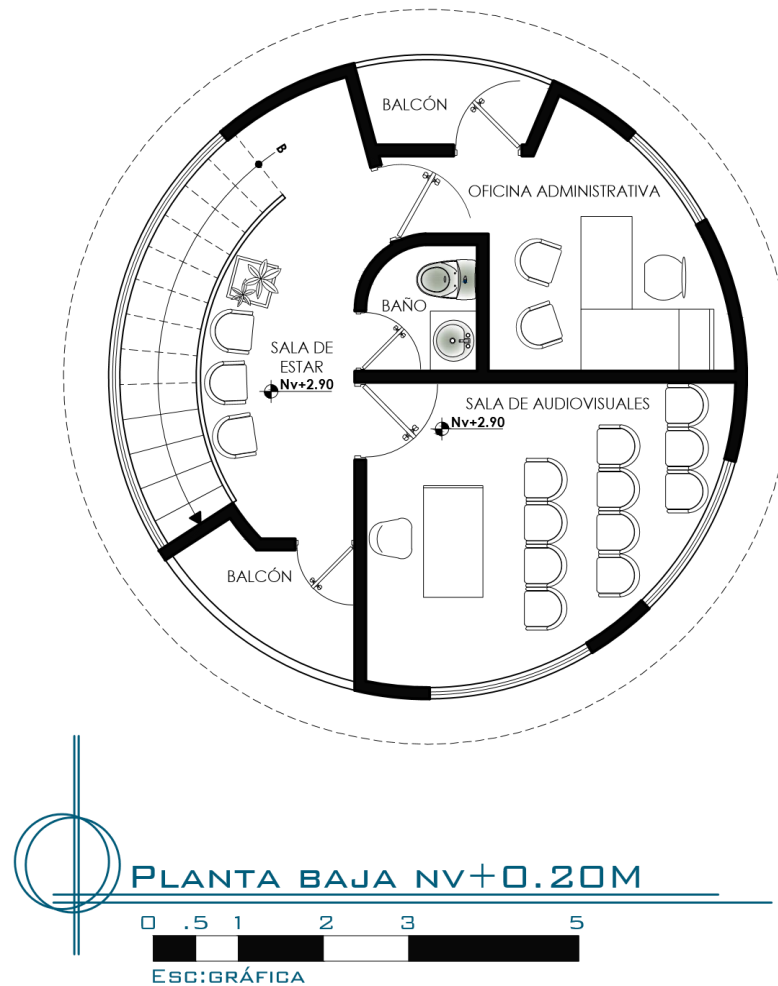 BALCÓN
B
OFICINA ADMINISTRATIVA
BAÑO
SALA DE
ESTAR
Nv+2.90
SALA DE AUDIOVISUALES
Nv+2.90
BALCÓN
PLANTA BAJA NV+0.20M
0 .5 1 2 3 5
ESC:GRÁFICA